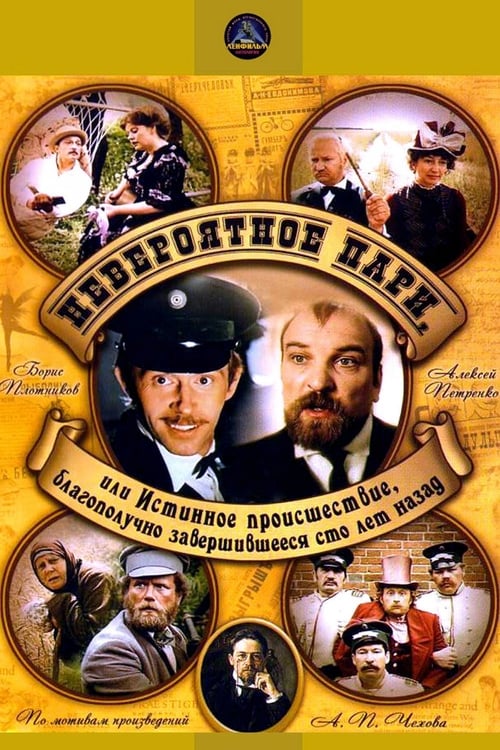 ЛЕНФИЛЬМ
НЕВЕРОЯТНОЕ ПАРИ,
Борис
Плотников
Алексей
Петренко
или Истинное происшествие,
благополучно завершившееся сто лет назад
По мотивам произведений
А. П. Чехова